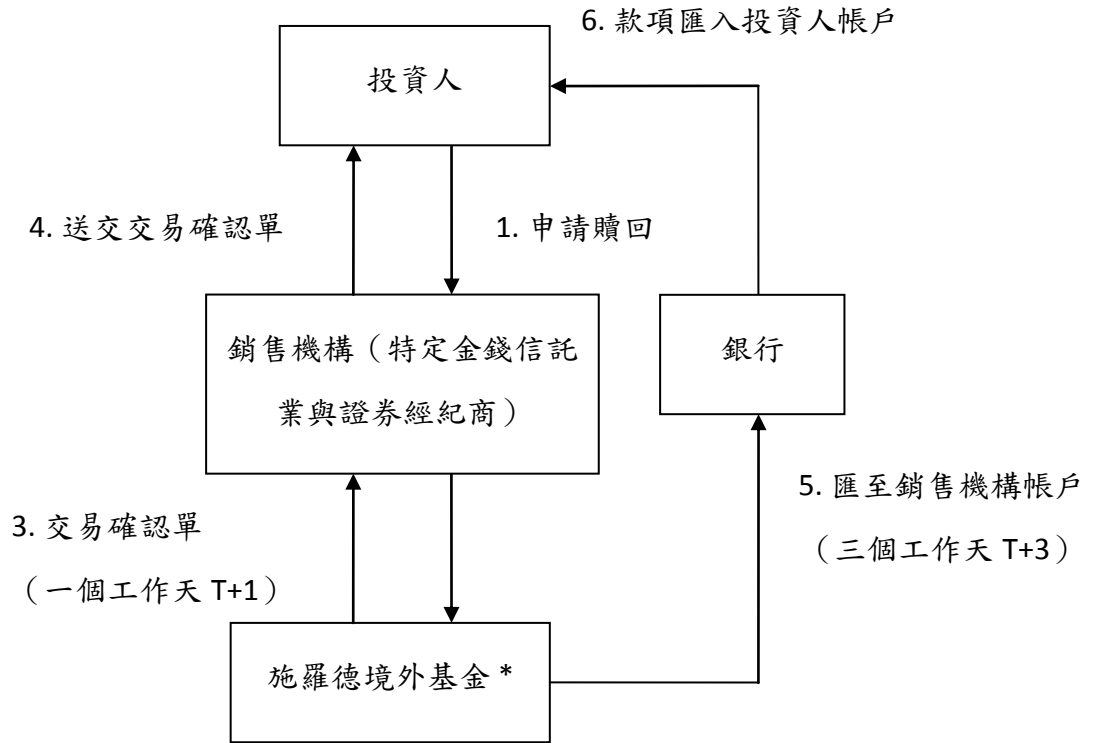 6. 款項匯入投資人帳戶
投資人
4. 送交交易確認單
1. 申請贖回
銷售機構（特定金錢信託
業與證券經紀商）
銀行
3. 交易確認單
（一個工作天 T+1）
5. 匯至銷售機構帳戶
（三個工作天 T+3）
施羅德境外基金 *